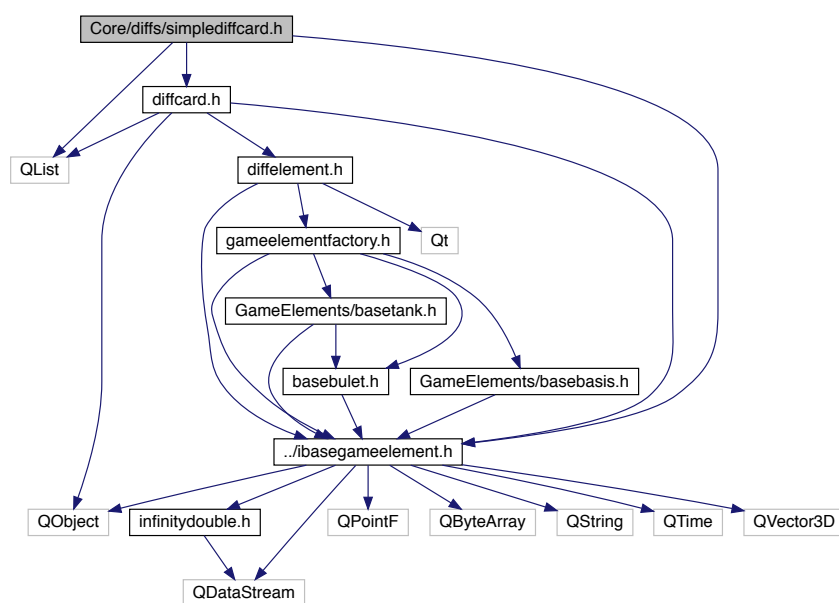 Core/diffs/simplediffcard.h
diffcard.h
QList
diffelement.h
gameelementfactory.h
Qt
GameElements/basetank.h
basebulet.h
GameElements/basebasis.h
../ibasegameelement.h
QObject
infinitydouble.h
QPointF
QByteArray
QString
QTime
QVector3D
QDataStream